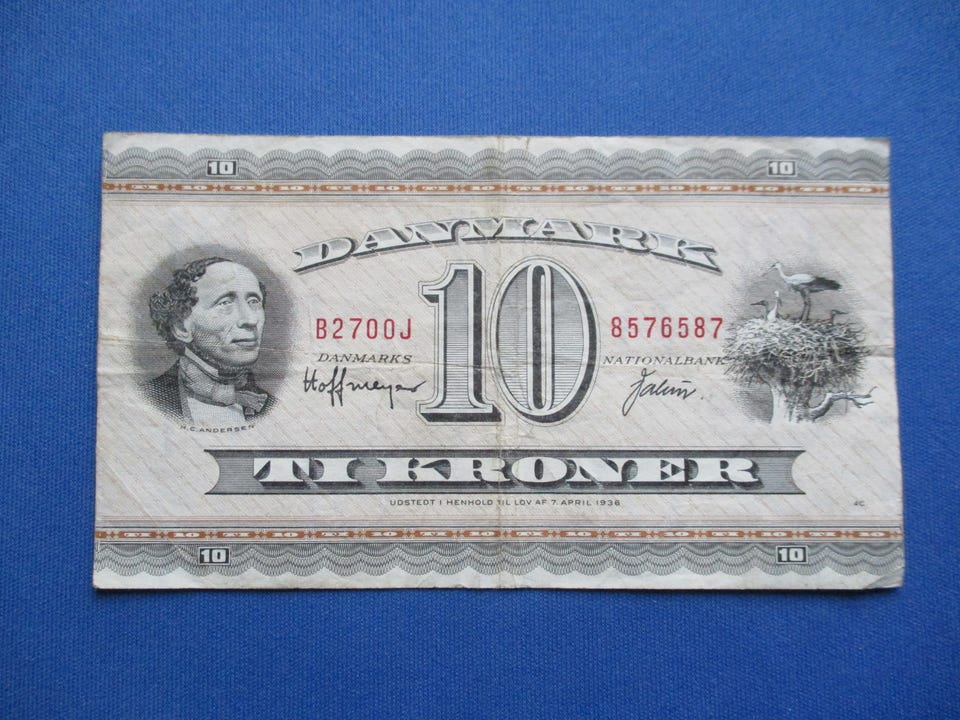 10 10
DANMARK
10
B2700J 8576587
DANMARKS NATIONALBANK
Hoffmeyer Jalin.
H.C. ANDERSEN
TI KRONER
UDSTEDT I HENHOLD TIL LOV AF 7. APRIL 1936
10 10